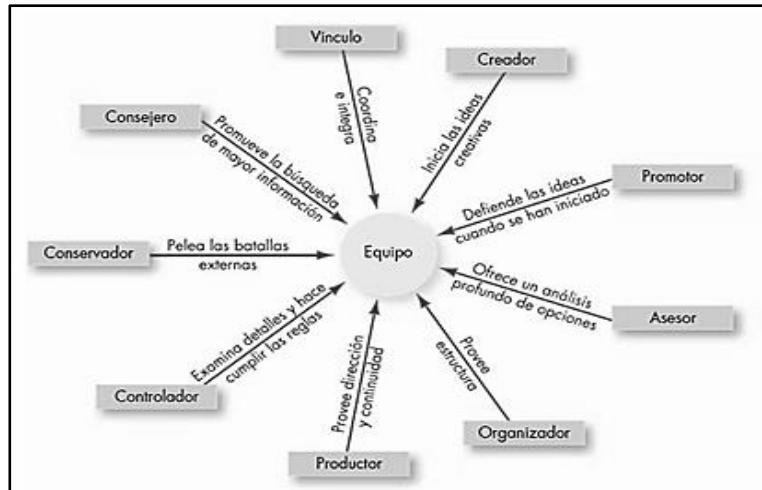 Vínculo
Creador
Consejero
Coordina
e integra
Inicia las ideas
creativas
Promueve la búsqueda
de mayor información
Promotor
Defiende las ideas
cuando se han iniciado
Conservador
Pelea las batallas
externas
Equipo
Ofrece un análisis
profundo de opciones
Asesor
Examina detalles y hace
cumplir las reglas
Controlador
Provee dirección
y continuidad
Provee
estructura
Organizador
Productor